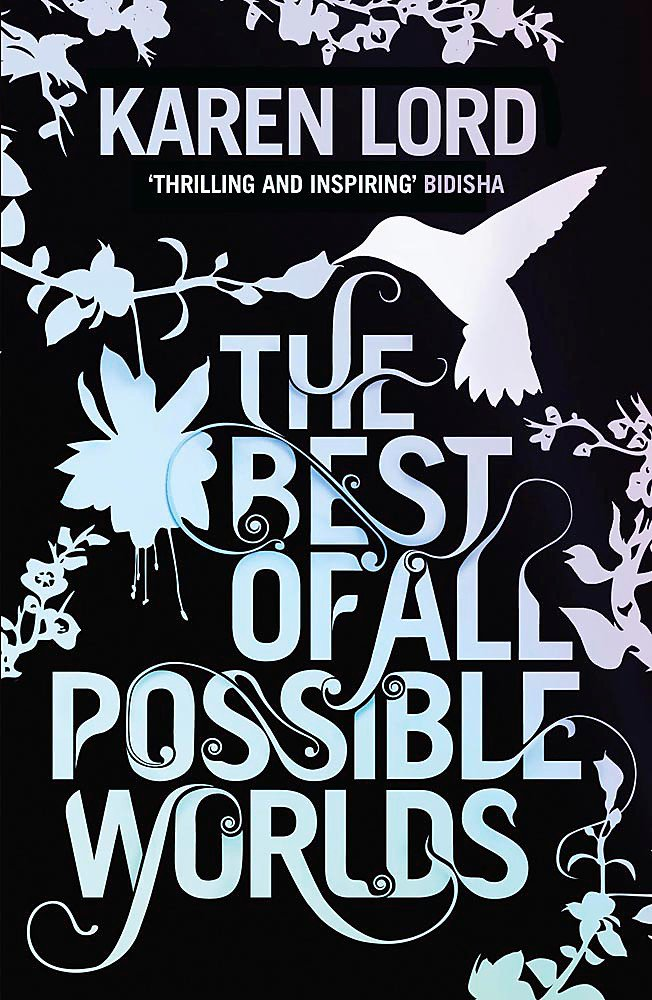 KAREN LORD
‘THRILLING AND INSPIRING’ BIDISHA
THE
BEST
OF ALL
POSSIBLE
WORLDS